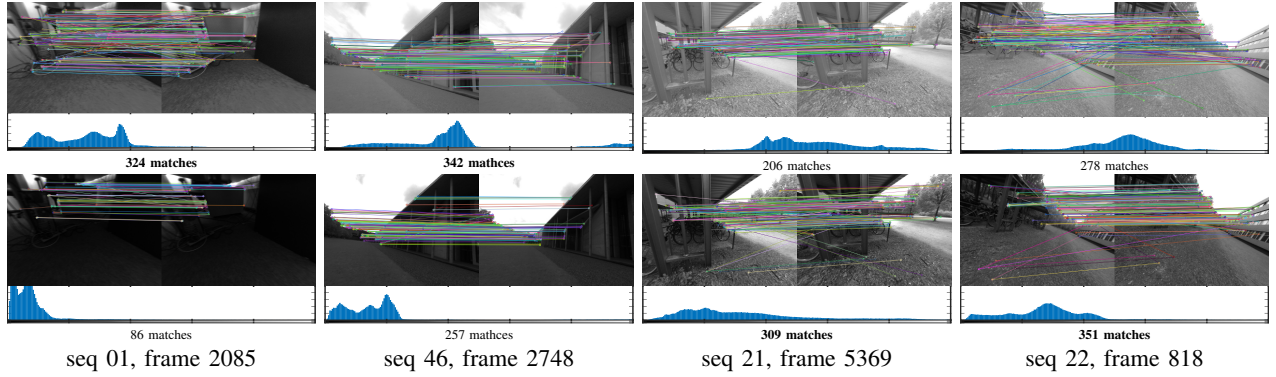 324 matches 342 mathces 206 matches 278 matches
86 matches 257 mathces 309 matches 351 matches
seq 01, frame 2085 seq 46, frame 2748 seq 21, frame 5369 seq 22, frame 818